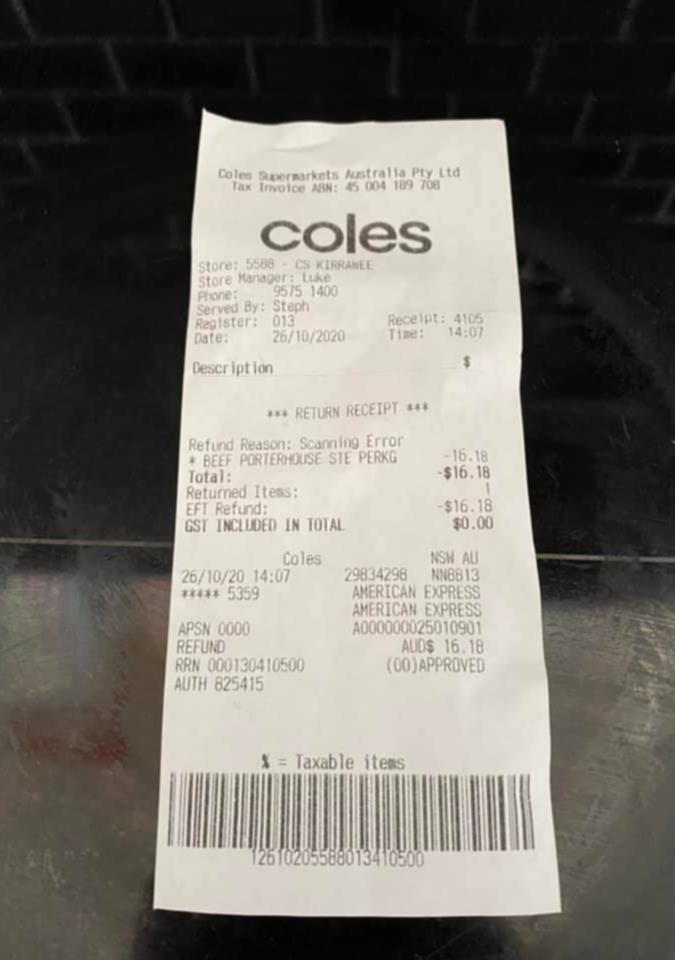 Coles Supermarkets Australia Pty Ltd
Tax Invoice ABN: 45 004 189 708
coles
Store: 5588 - CS KIRRAWEE
Store Manager: Luke
Phone: 9575 1400
Served By: Steph
Register: 013 Receipt: 4105
Date: 26/10/2020 Time: 14:07
Description $
*** RETURN RECEIPT ***
Refund Reason: Scanning Error
* BEEF PORTERHOUSE STE PERKG -16.18
Total: -$16.18
Returned Items: 1
EFT Refund: -$16.18
GST INCLUDED IN TOTAL $0.00
Coles NSW AU
26/10/20 14:07 29834298 NN8813
***** 5359 AMERICAN EXPRESS
AMERICAN EXPRESS
APSN 0000 A000000025010901
REFUND AUD$ 16.18
RRN 000130410500 (00)APPROVED
AUTH 825415
% = Taxable items
12610205588013410500